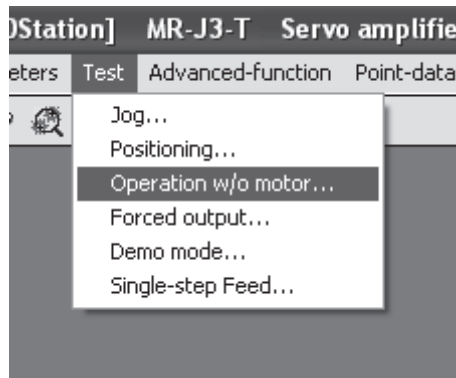 0Station] MR-J3-T Servo amplifie
eters Test Advanced-function Point-data
Jog...
Positioning...
Operation w/o motor...
Forced output...
Demo mode...
Single-step Feed...